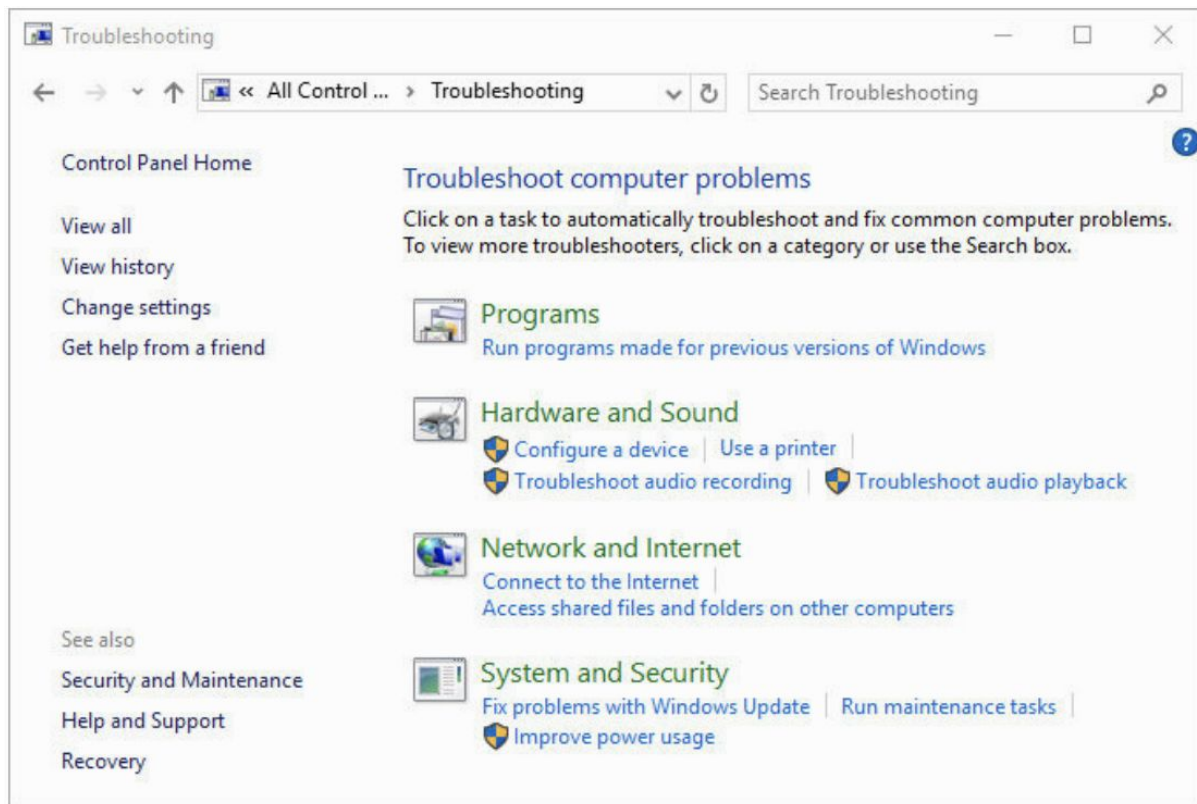 Troubleshooting
« All Control ... › Troubleshooting
Search Troubleshooting
Control Panel Home
View all
View history
Change settings
Get help from a friend
See also
Security and Maintenance
Help and Support
Recovery
?
Troubleshoot computer problems
Click on a task to automatically troubleshoot and fix common computer problems.
To view more troubleshooters, click on a category or use the Search box.
Programs
Run programs made for previous versions of Windows
Hardware and Sound
Configure a device | Use a printer |
Troubleshoot audio recording | Troubleshoot audio playback
Network and Internet
Connect to the Internet |
Access shared files and folders on other computers
System and Security
Fix problems with Windows Update | Run maintenance tasks |
Improve power usage